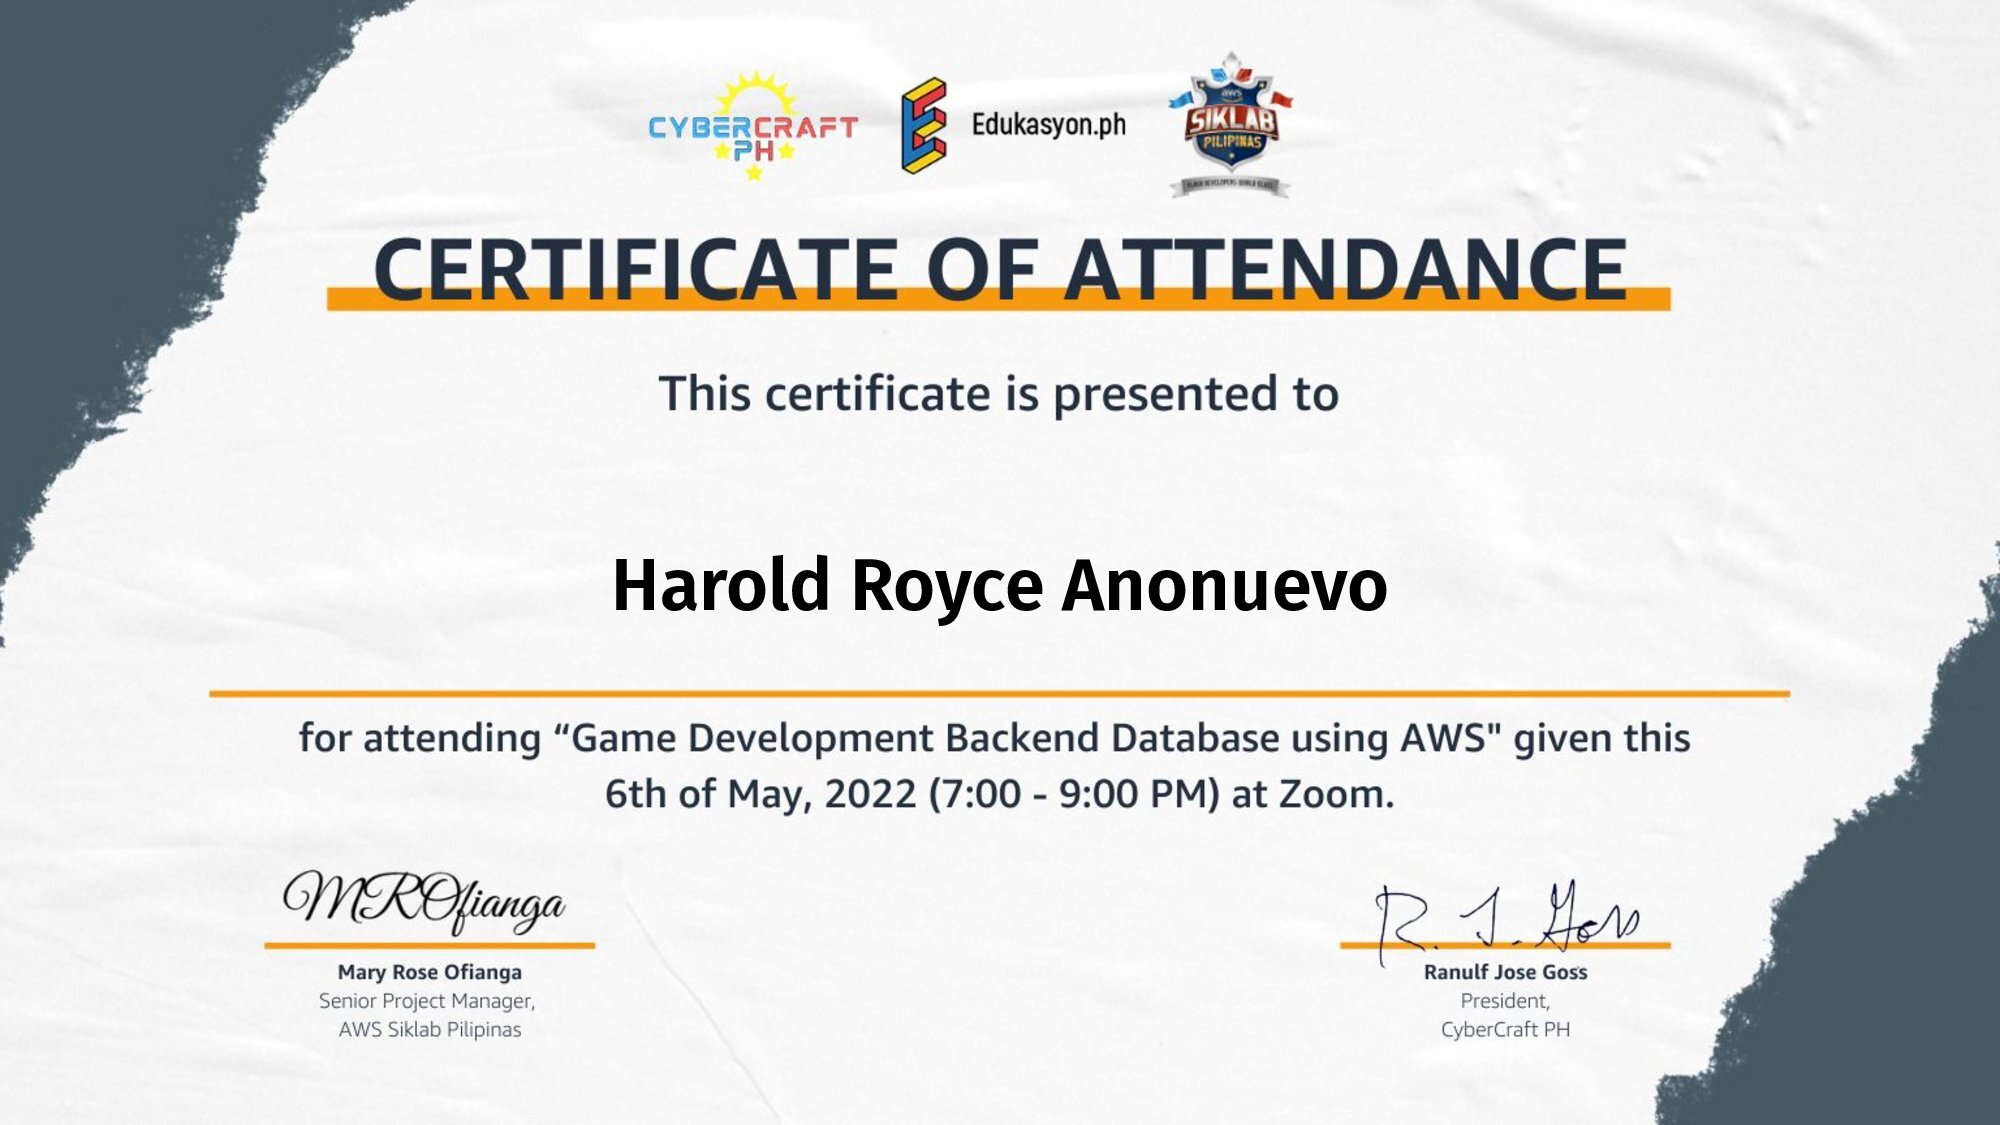 CYBERCRAFT
PH
Edukasyon.ph
aws
SIKLAB
PILIPINAS
CERTIFICATE OF ATTENDANCE
This certificate is presented to
Harold Royce Anonuevo
for attending “Game Development Backend Database using AWS" given this
6th of May, 2022 (7:00 - 9:00 PM) at Zoom.
MROfianga
R. J. Goss
Mary Rose Ofianga
Senior Project Manager,
AWS Siklab Pilipinas
Ranulf Jose Goss
President,
CyberCraft PH